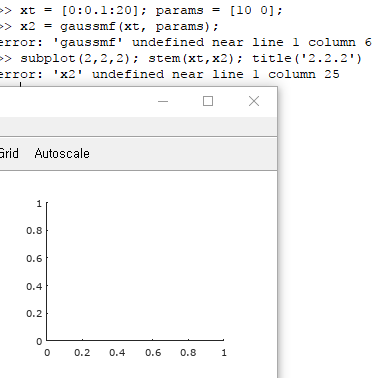 >> xt = [0:0.1:20]; params = [10 0];
>> x2 = gaussmf(xt, params);
error: 'gaussmf' undefined near line 1 column 6
>> subplot(2,2,2); stem(xt,x2); title('2.2.2')
error: 'x2' undefined near line 1 column 25
Grid Autoscale
1
0.8
0.6
0.4
0.2
0
0 0.2 0.4 0.6 0.8 1